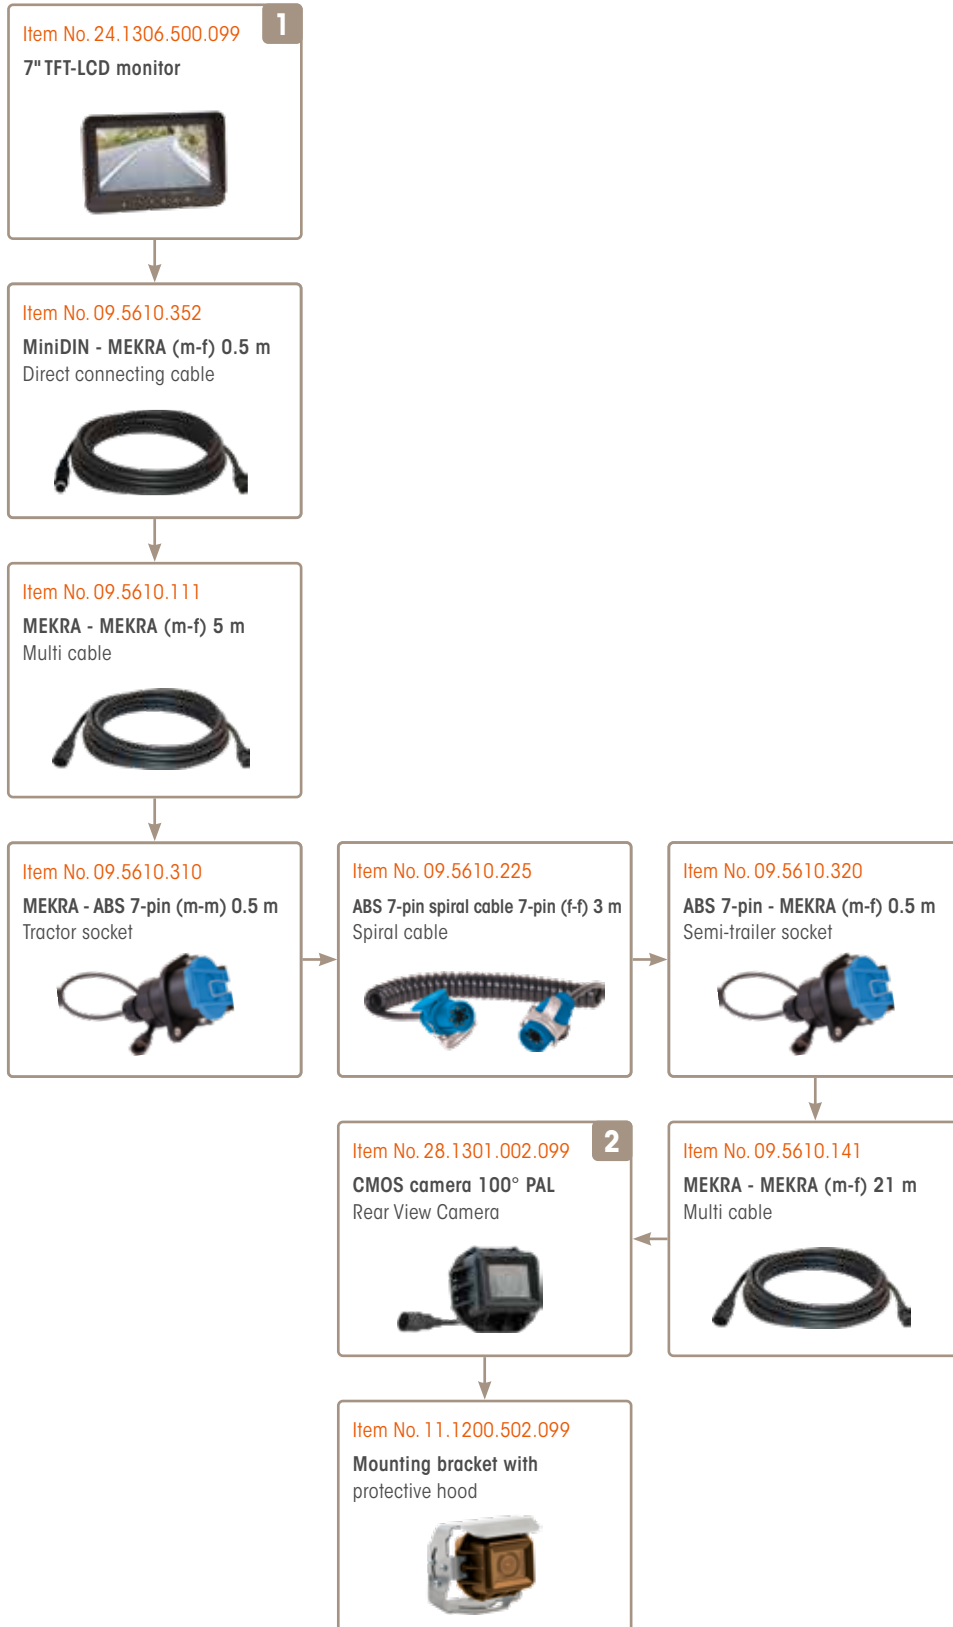 Item No. 24.1306.500.099
1
7" TFT-LCD monitor
Item No. 09.5610.352
MiniDIN - MEKRA (m-f) 0.5 m
Direct connecting cable
Item No. 09.5610.111
MEKRA - MEKRA (m-f) 5 m
Multi cable
Item No. 09.5610.310
MEKRA - ABS 7-pin (m-m) 0.5 m
Tractor socket
Item No. 09.5610.225
ABS 7-pin spiral cable 7-pin (f-f) 3 m
Spiral cable
Item No. 09.5610.320
ABS 7-pin - MEKRA (m-f) 0.5 m
Semi-trailer socket
Item No. 09.5610.141
MEKRA - MEKRA (m-f) 21 m
Multi cable
Item No. 28.1301.002.099
2
CMOS camera 100° PAL
Rear View Camera
Item No. 11.1200.502.099
Mounting bracket with
protective hood